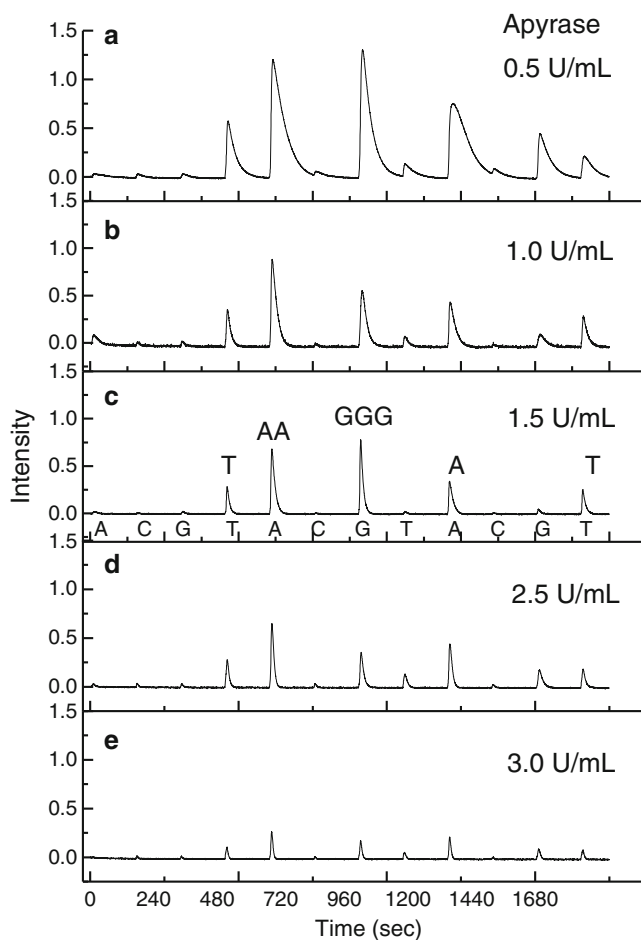 a
Apyrase
0.5 U/mL
1.5
1.0
0.5
0.0
b
1.0 U/mL
1.5
1.0
0.5
0.0
c
1.5 U/mL
1.5
1.0
0.5
0.0
T AA GGG A T
A C G T A C G T A C G T
Intensity
d
2.5 U/mL
1.5
1.0
0.5
0.0
e
3.0 U/mL
1.5
1.0
0.5
0.0
0 240 480 720 960 1200 1440 1680
Time (sec)